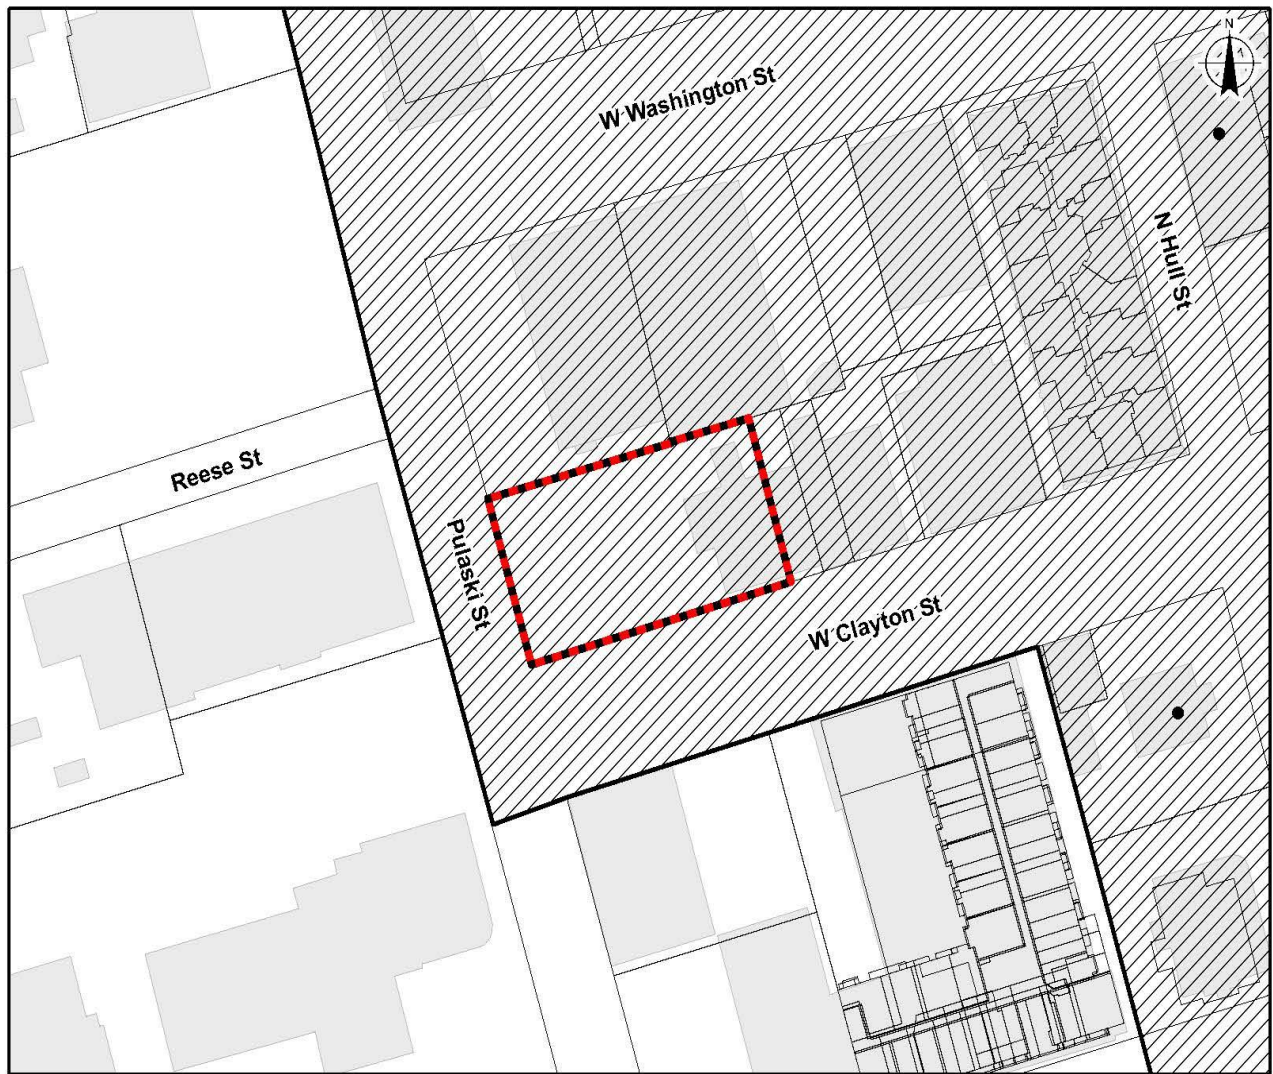 N
W Washington St
N Hull St
Reese St
Pulaski St
W Clayton St